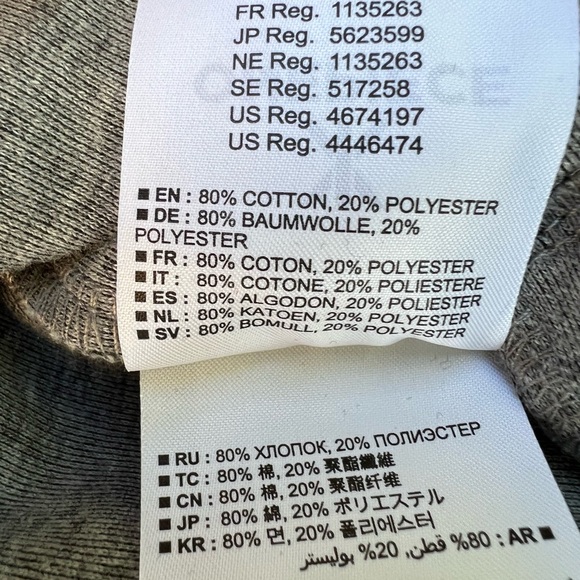 FR Reg. 1135263
JP Reg. 5623599
NE Reg. 1135263
SE Reg. 517258
US Reg. 4674197
US Reg. 4446474
■ EN : 80% COTTON, 20% POLYESTER
■ DE : 80% BAUMWOLLE, 20%
POLYESTER
■ FR : 80% COTON, 20% POLYESTER
■ IT : 80% COTONE, 20% POLIESTERE
■ ES : 80% ALGODON, 20% POLIESTER
■ NL : 80% KATOEN, 20% POLYESTER
■ SV : 80% BOMULL, 20% POLYESTER
■ RU : 80% ХЛОПОК, 20% ПОЛИЭСТЕР
■ TC : 80% 棉, 20% 聚酯纖維
■ CN : 80% 棉, 20% 聚酯纤维
■ JP : 80% 綿, 20% ポリエステル
■ KR : 80% 면, 20% 폴리에스터
■ AR : 80% قطن, 20% بوليستر